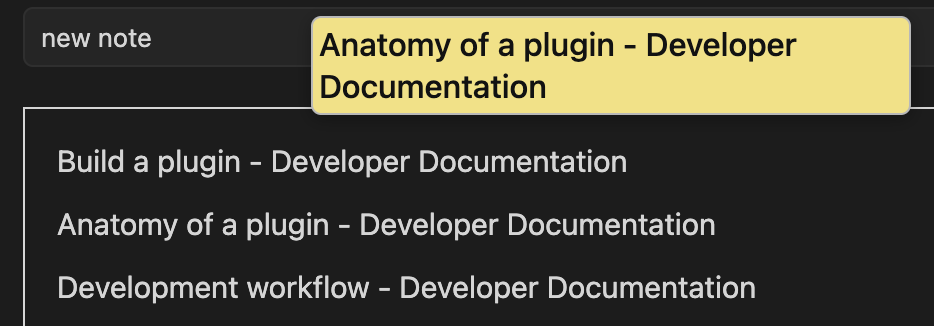 new note
Anatomy of a plugin - Developer
Documentation
Build a plugin - Developer Documentation
Anatomy of a plugin - Developer Documentation
Development workflow - Developer Documentation